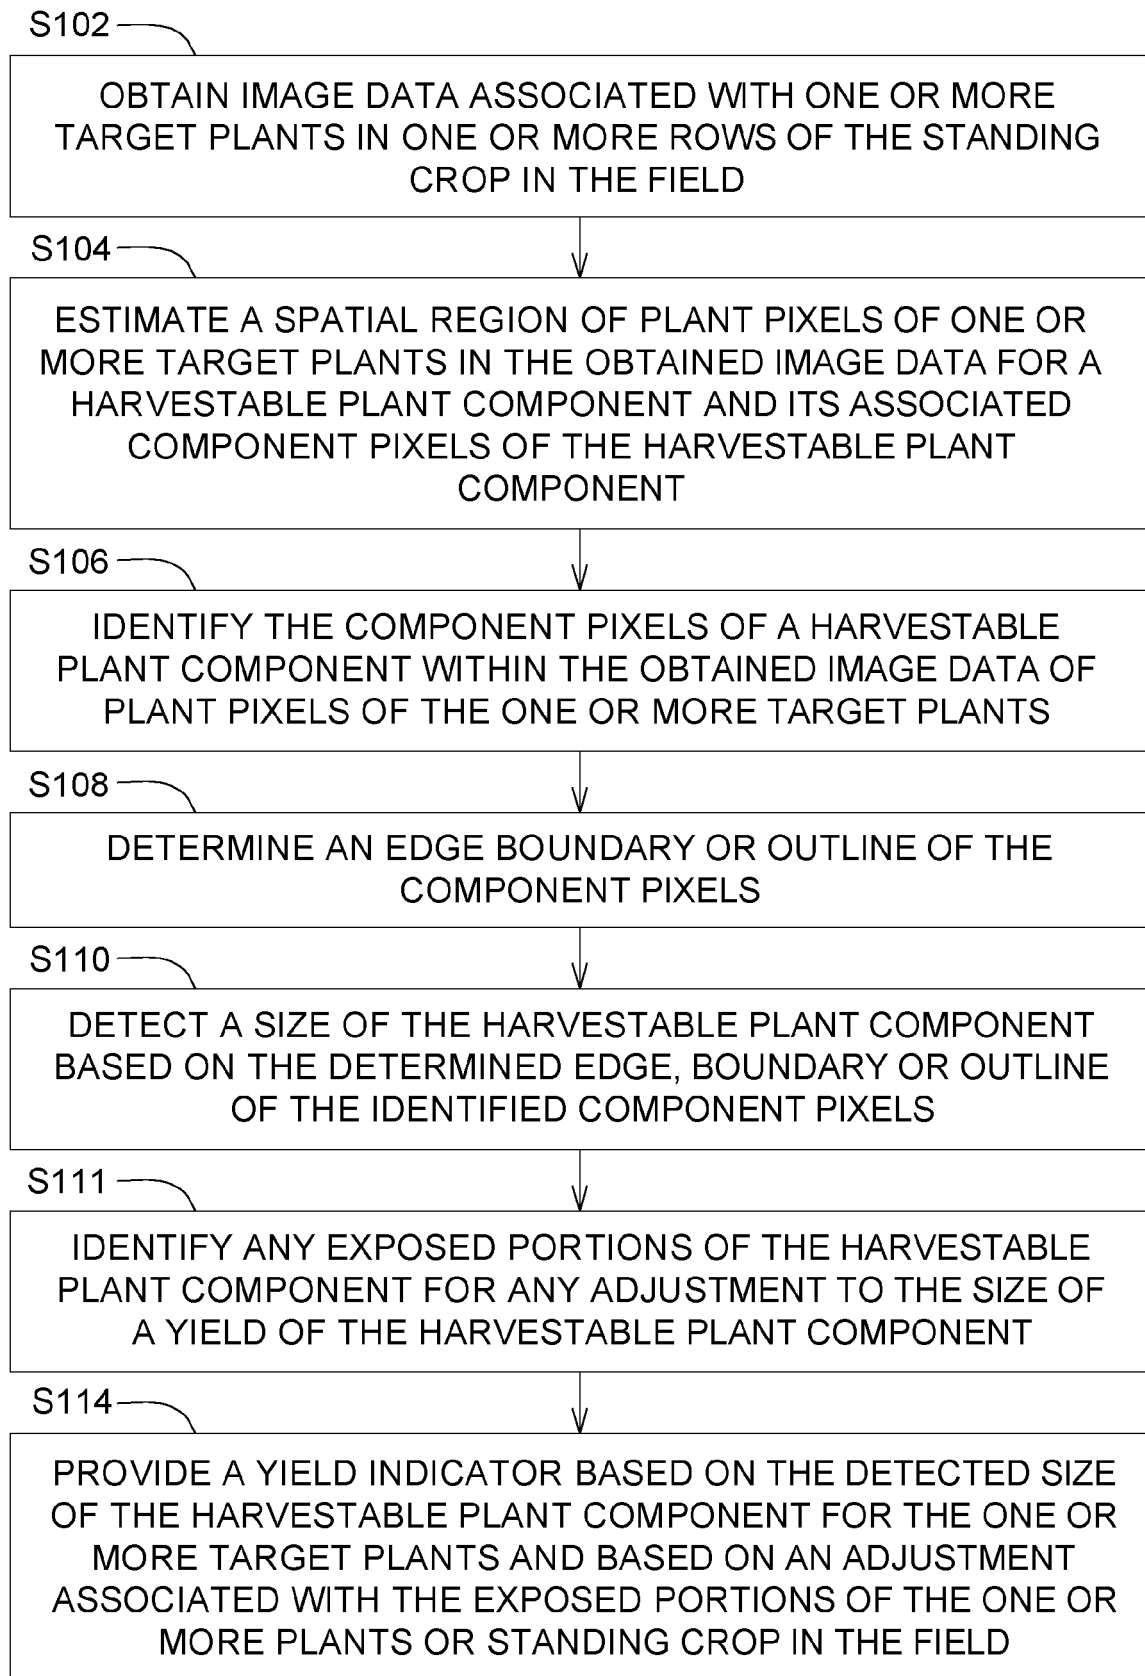 S102
OBTAIN IMAGE DATA ASSOCIATED WITH ONE OR MORE
TARGET PLANTS IN ONE OR MORE ROWS OF THE STANDING
CROP IN THE FIELD
S104
ESTIMATE A SPATIAL REGION OF PLANT PIXELS OF ONE OR
MORE TARGET PLANTS IN THE OBTAINED IMAGE DATA FOR A
HARVESTABLE PLANT COMPONENT AND ITS ASSOCIATED
COMPONENT PIXELS OF THE HARVESTABLE PLANT
COMPONENT
S106
IDENTIFY THE COMPONENT PIXELS OF A HARVESTABLE
PLANT COMPONENT WITHIN THE OBTAINED IMAGE DATA OF
PLANT PIXELS OF THE ONE OR MORE TARGET PLANTS
S108
DETERMINE AN EDGE BOUNDARY OR OUTLINE OF THE
COMPONENT PIXELS
S110
DETECT A SIZE OF THE HARVESTABLE PLANT COMPONENT
BASED ON THE DETERMINED EDGE, BOUNDARY OR OUTLINE
OF THE IDENTIFIED COMPONENT PIXELS
S111
IDENTIFY ANY EXPOSED PORTIONS OF THE HARVESTABLE
PLANT COMPONENT FOR ANY ADJUSTMENT TO THE SIZE OF
A YIELD OF THE HARVESTABLE PLANT COMPONENT
S114
PROVIDE A YIELD INDICATOR BASED ON THE DETECTED SIZE
OF THE HARVESTABLE PLANT COMPONENT FOR THE ONE OR
MORE TARGET PLANTS AND BASED ON AN ADJUSTMENT
ASSOCIATED WITH THE EXPOSED PORTIONS OF THE ONE OR
MORE PLANTS OR STANDING CROP IN THE FIELD